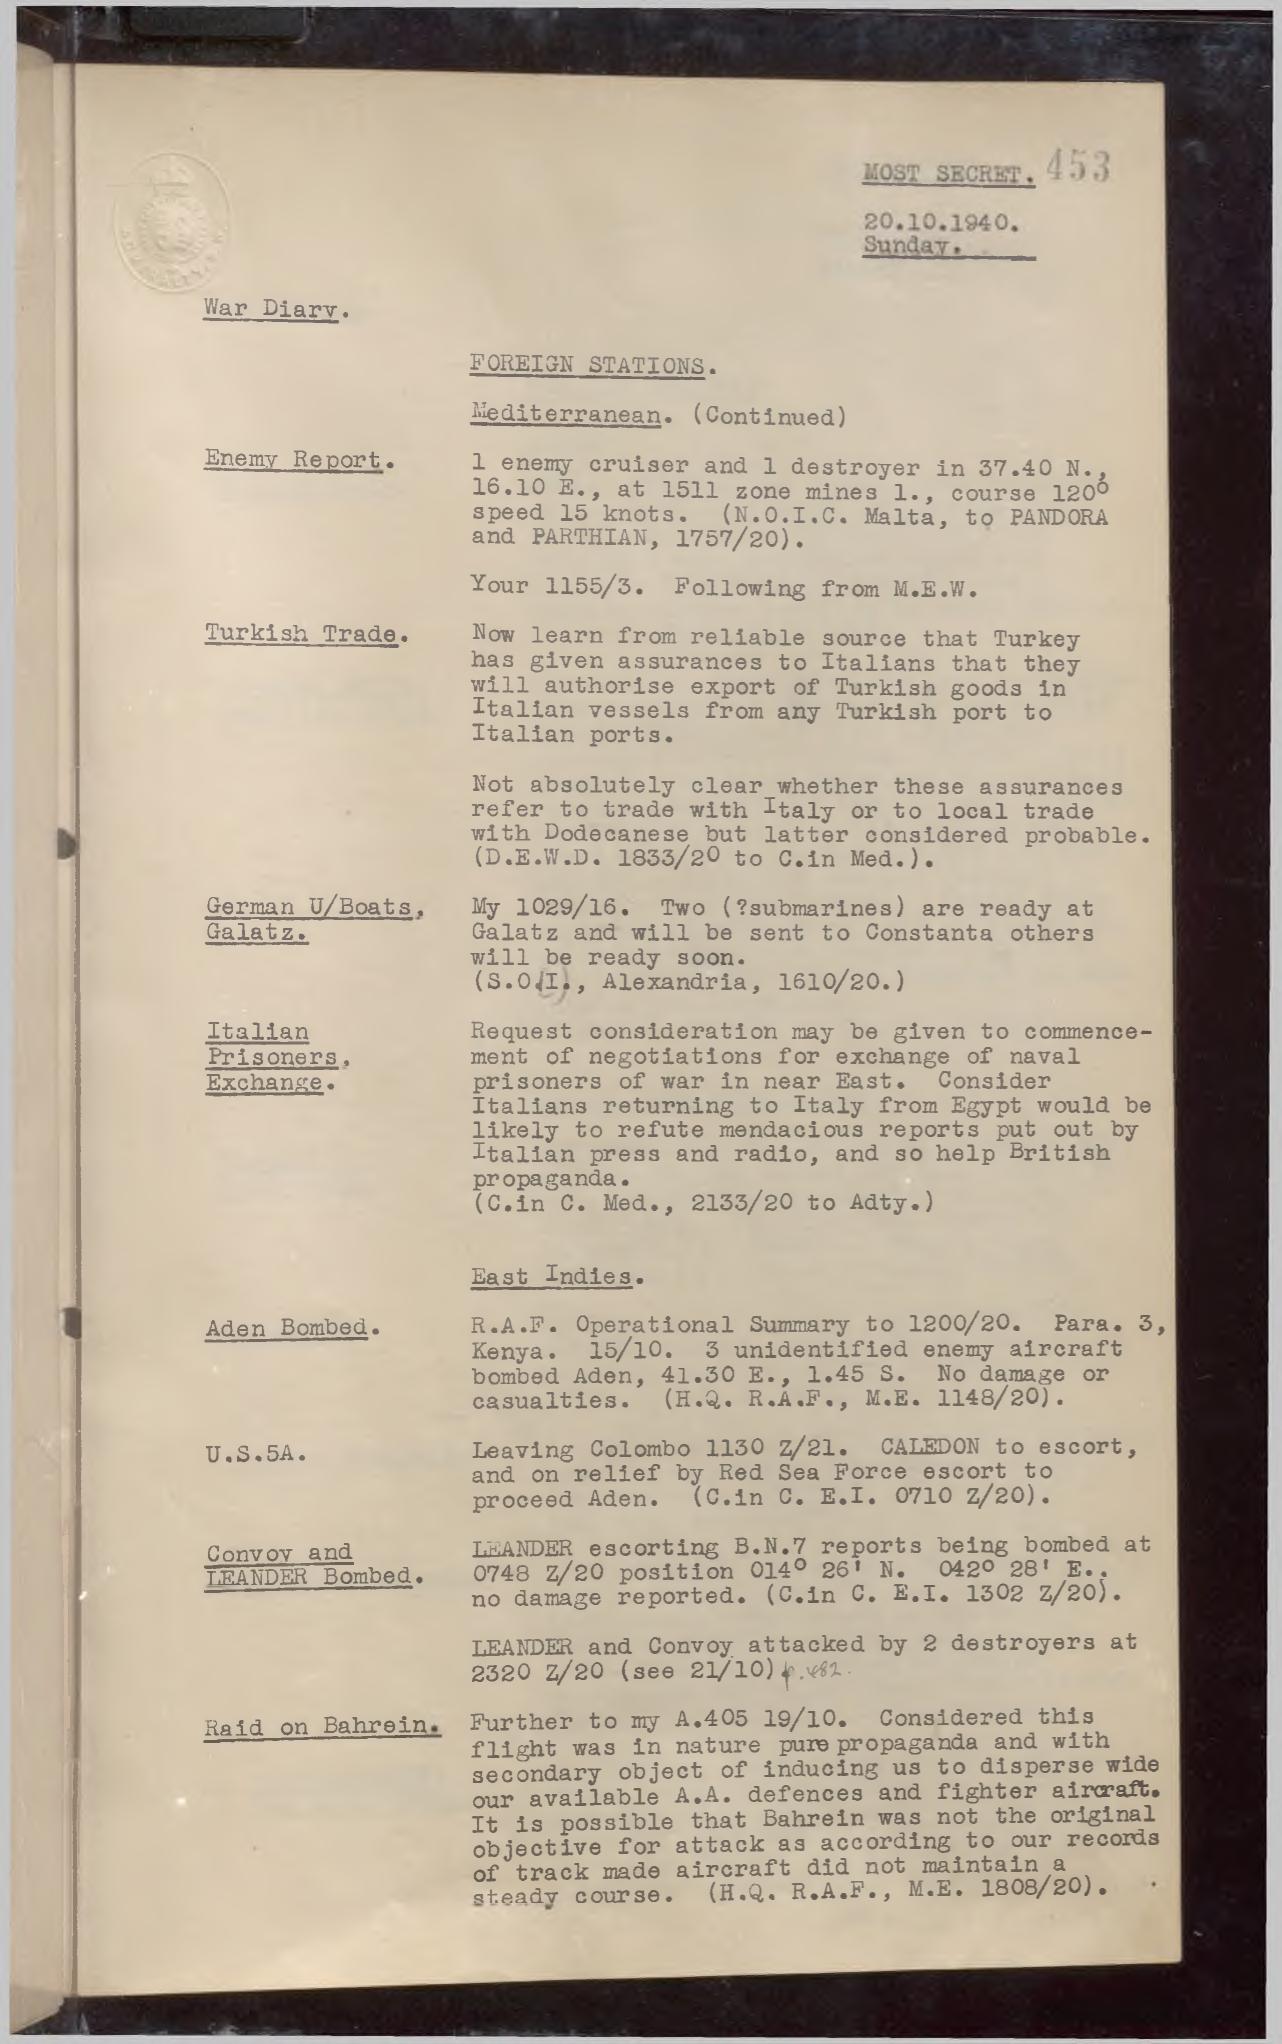 MOST SECRET. 453
20.10.1940.
Sunday.
War Diary.
FOREIGN STATIONS.
Mediterranean. (Continued)
Enemy Report.
1 enemy cruiser and 1 destroyer in 37.40 N.,
16.10 E., at 1511 zone mines 1., course 120°
speed 15 knots. (N.O.I.C. Malta, to PANDORA
and PARTHIAN, 1757/20).
Your 1155/3. Following from M.E.W.
Turkish Trade.
Now learn from reliable source that Turkey
has given assurances to Italians that they
will authorise export of Turkish goods in
Italian vessels from any Turkish port to
Italian ports.
Not absolutely clear whether these assurances
refer to trade with Italy or to local trade
with Dodecanese but latter considered probable.
(D.E.W.D. 1833/20 to C.in Med.).
German U/Boats,
Galatz.
My 1029/16. Two (?submarines) are ready at
Galatz and will be sent to Constanta others
will be ready soon.
(S.O.(I)., Alexandria, 1610/20.)
Italian
Prisoners,
Exchange.
Request consideration may be given to commence-
ment of negotiations for exchange of naval
prisoners of war in near East. Consider
Italians returning to Italy from Egypt would be
likely to refute mendacious reports put out by
Italian press and radio, and so help British
propaganda.
(C.in C. Med., 2133/20 to Adty.)
East Indies.
Aden Bombed.
R.A.F. Operational Summary to 1200/20. Para. 3,
Kenya. 15/10. 3 unidentified enemy aircraft
bombed Aden, 41.30 E., 1.45 S. No damage or
casualties. (H.Q. R.A.F., M.E. 1148/20).
U.S.5A.
Leaving Colombo 1130 Z/21. CALEDON to escort,
and on relief by Red Sea Force escort to
proceed Aden. (C.in C. E.I. 0710 Z/20).
Convoy and
LEANDER Bombed.
LEANDER escorting B.N.7 reports being bombed at
0748 Z/20 position 014° 26' N. 042° 28' E..
no damage reported. (C.in C. E.I. 1302 Z/20).
LEANDER and Convoy attacked by 2 destroyers at
2320 Z/20 (see 21/10) p.482.
Raid on Bahrein.
Further to my A.405 19/10. Considered this
flight was in nature pure propaganda and with
secondary object of inducing us to disperse wide
our available A.A. defences and fighter aircraft.
It is possible that Bahrein was not the original
objective for attack as according to our records
of track made aircraft did not maintain a
steady course. (H.Q. R.A.F., M.E. 1808/20).